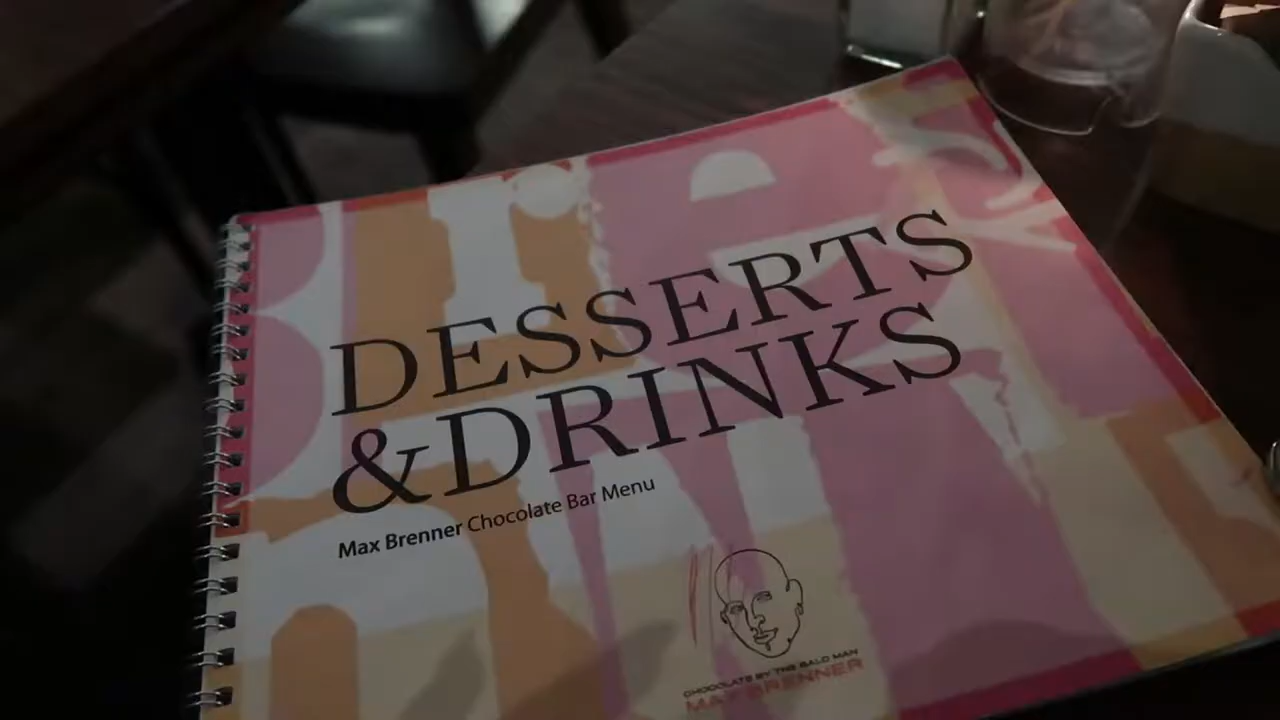 DESSERTS
&DRINKS
Max Brenner Chocolate Bar Menu
CHOCOLATE BY THE BALD MAN
MAX BRENNER